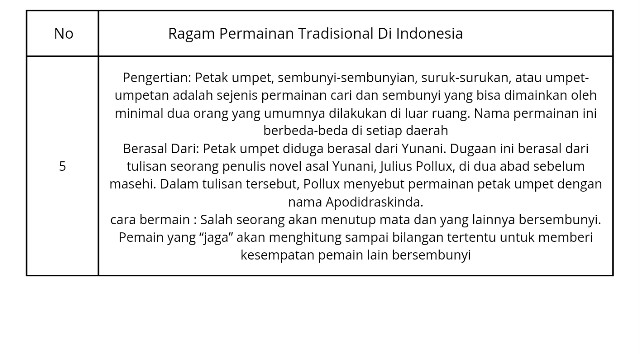 No Ragam Permainan Tradisional Di Indonesia
Pengertian: Petak umpet, sembunyi-sembunyian, suruk-surukan, atau umpet-
umpetan adalah sejenis permainan cari dan sembunyi yang bisa dimainkan oleh
minimal dua orang yang umumnya dilakukan di luar ruang. Nama permainan ini
berbeda-beda di setiap daerah
Berasal Dari: Petak umpet diduga berasal dari Yunani. Dugaan ini berasal dari
5 tulisan seorang penulis novel asal Yunani, Julius Pollux, di dua abad sebelum
masehi. Dalam tulisan tersebut, Pollux menyebut permainan petak umpet dengan
nama Apodidraskinda.
cara bermain : Salah seorang akan menutup mata dan yang lainnya bersembunyi.
Pemain yang “jaga” akan menghitung sampai bilangan tertentu untuk memberi
kesempatan pemain lain bersembunyi